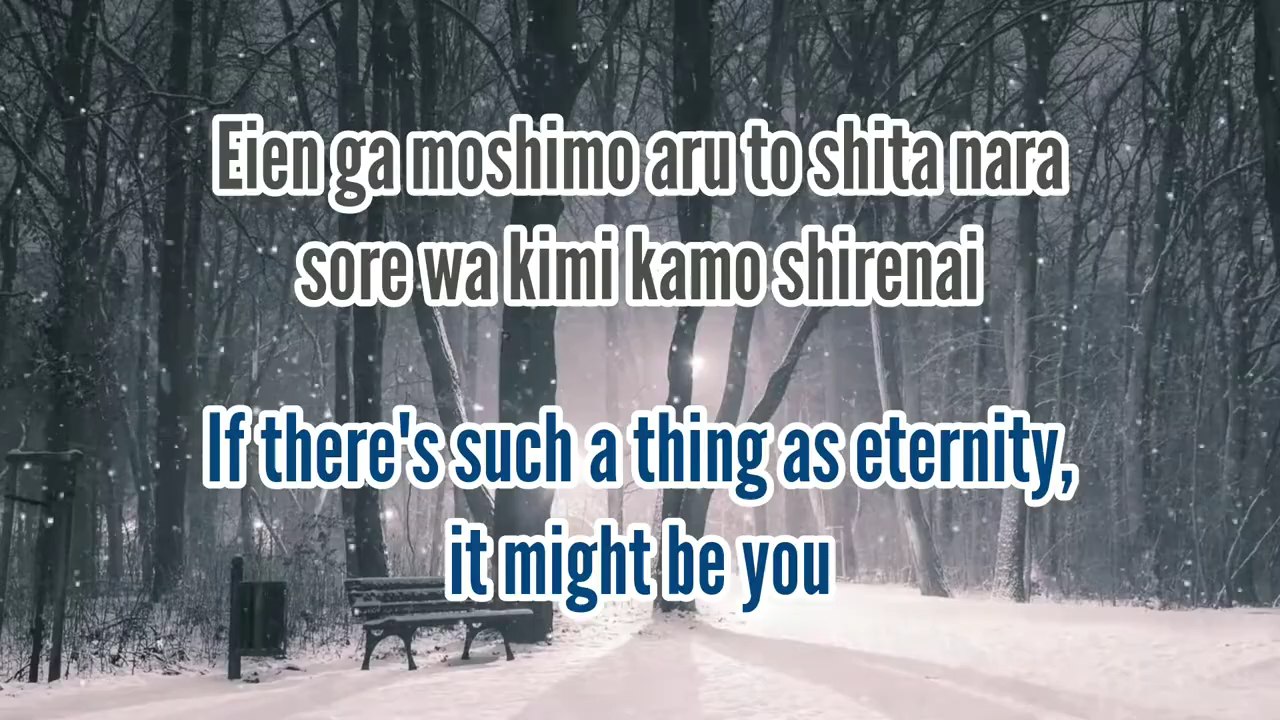 Eien ga moshimo aru to shita nara
sore wa kimi kamo shirenai
If there's such a thing as eternity,
it might be you